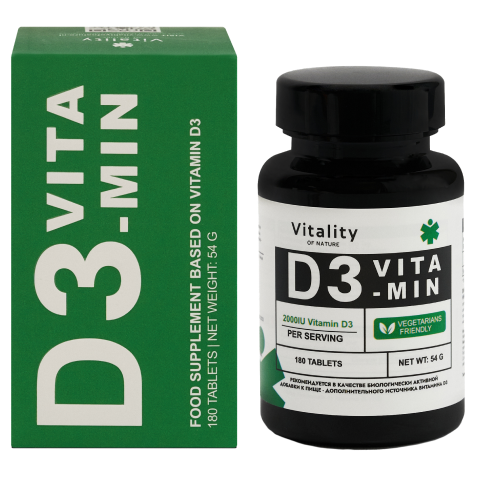 Vitality
D3 VITA
-MIN
FOOD SUPPLEMENT BASED ON VITAMIN D3
180 TABLETS | NET WEIGHT: 54 G
Vitality
OF NATURE
D3 VITA
-MIN
2000IU Vitamin D3
PER SERVING
VEGETARIANS
FRIENDLY
180 TABLETS
NET WT: 54 G
РЕКОМЕНДУЕТСЯ В КАЧЕСТВЕ БИОЛОГИЧЕСКИ АКТИВНОЙ
ДОБАВКИ К ПИЩЕ - ДОПОЛНИТЕЛЬНОГО ИСТОЧНИКА ВИТАМИНА D3